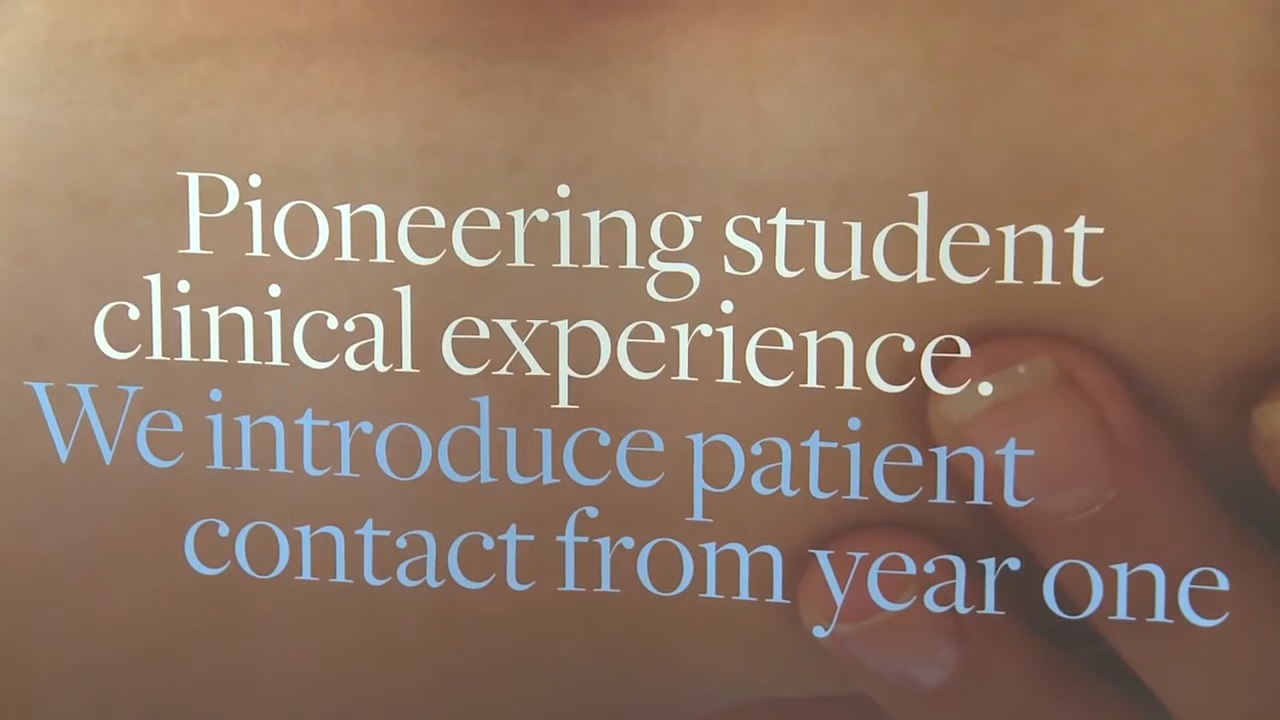 Pioneering student
clinical experience.
We introduce patient
contact from year one